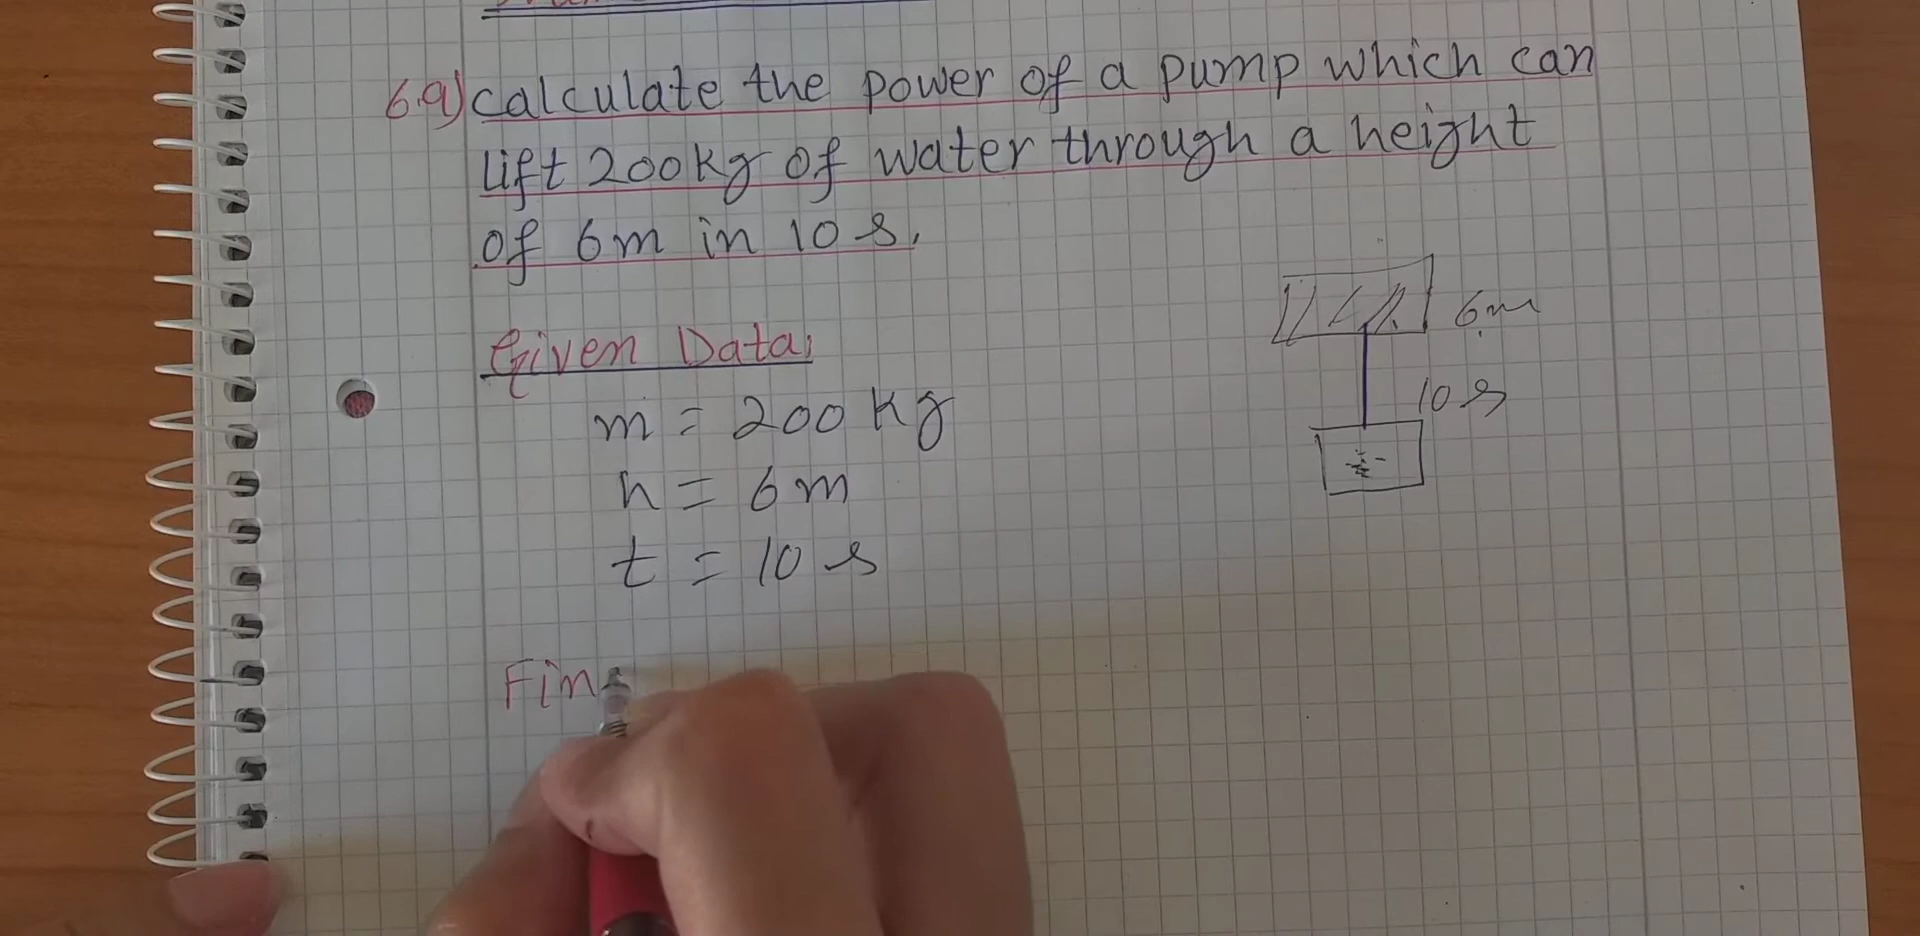 6.9) Calculate the power of a pump which can
lift 200kg of water through a height
of 6m in 10 s.
Given Data,
m = 200 kg
h = 6 m
t = 10 s
6m
10 s